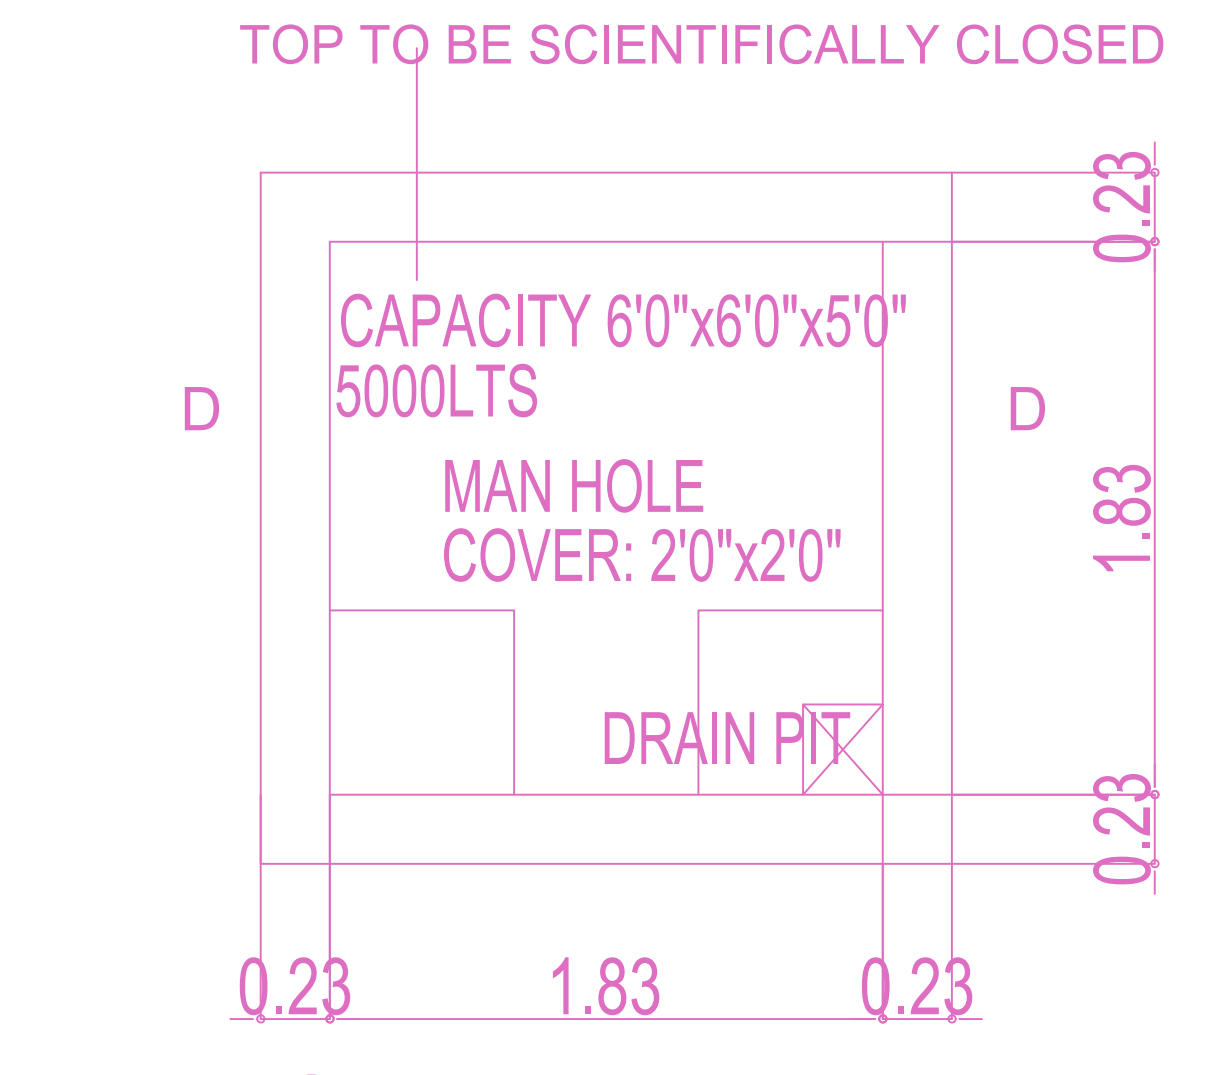 TOP TO BE SCIENTIFICALLY CLOSED
0.23
CAPACITY 6'0"x6'0"x5'0"
5000LTS
D
D
MAN HOLE
COVER: 2'0"x2'0"
1.83
DRAIN PIT
0.23
0.23
1.83
0.23